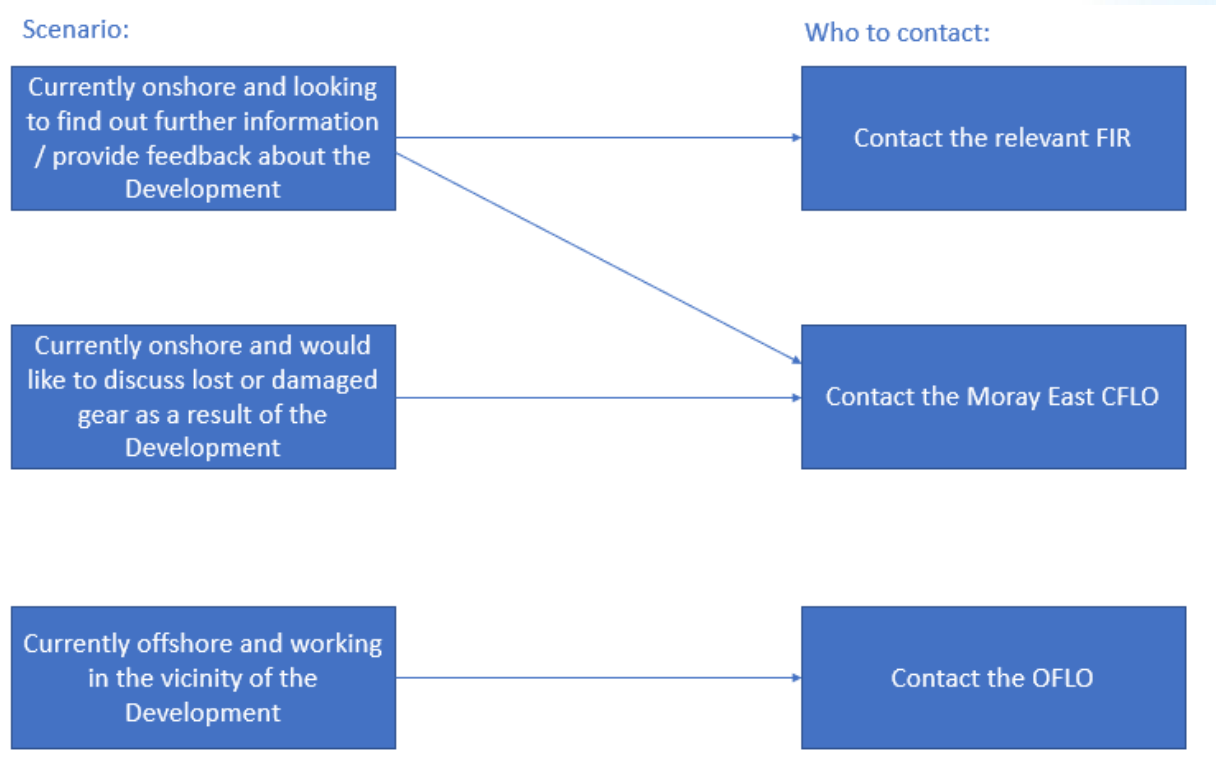 Scenario:
Who to contact:
Currently onshore and looking
to find out further information
/ provide feedback about the
Development
Contact the relevant FIR
Currently onshore and would
like to discuss lost or damaged
gear as a result of the
Development
Contact the Moray East CFLO
Currently offshore and working
in the vicinity of the
Development
Contact the OFLO